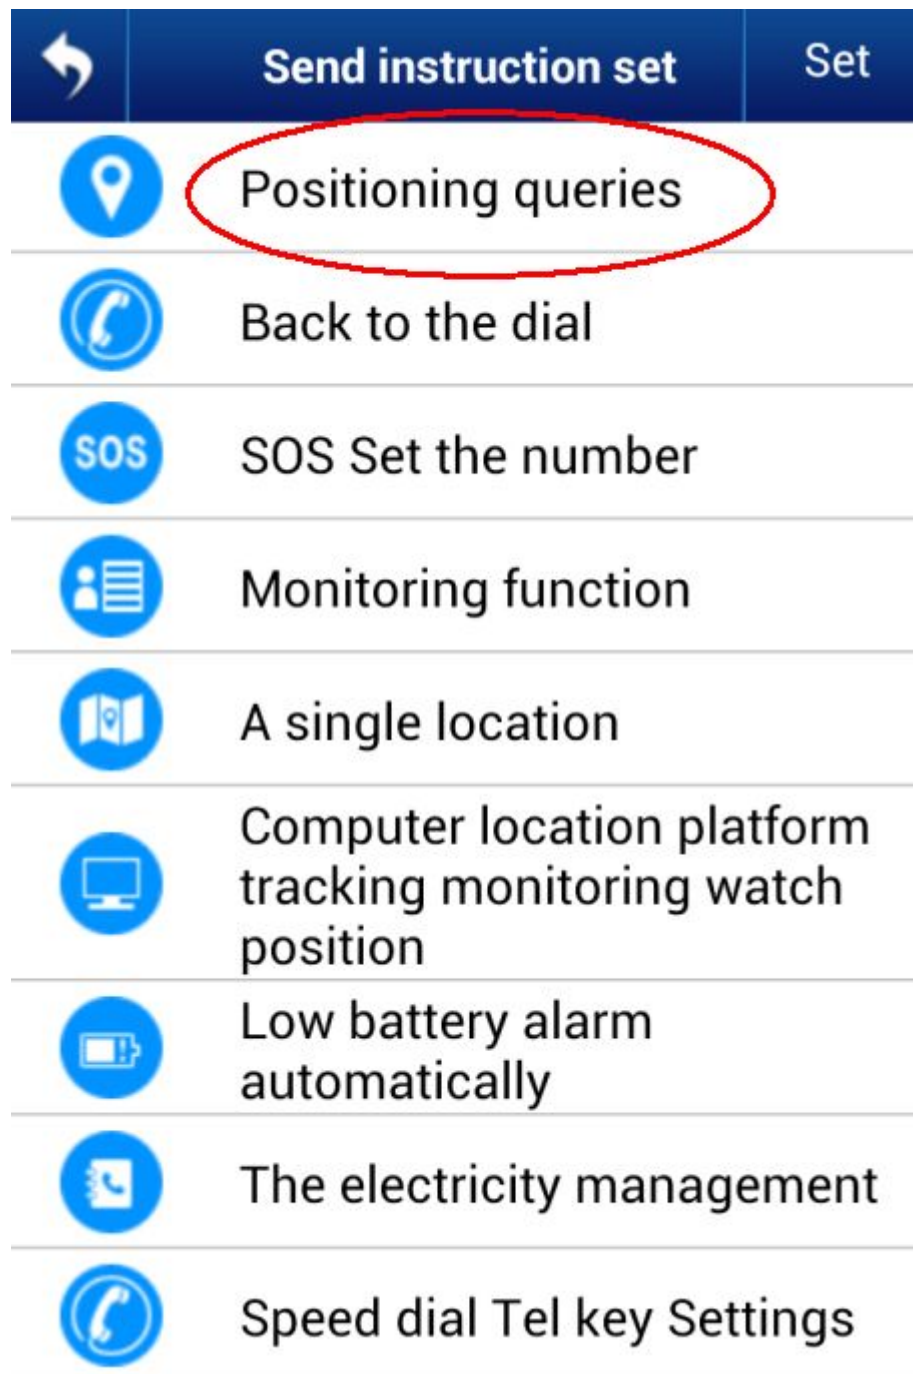 Send instruction set
Set
Positioning queries
Back to the dial
SOS
SOS Set the number
Monitoring function
A single location
Computer location platform
tracking monitoring watch
position
Low battery alarm
automatically
The electricity management
Speed dial Tel key Settings